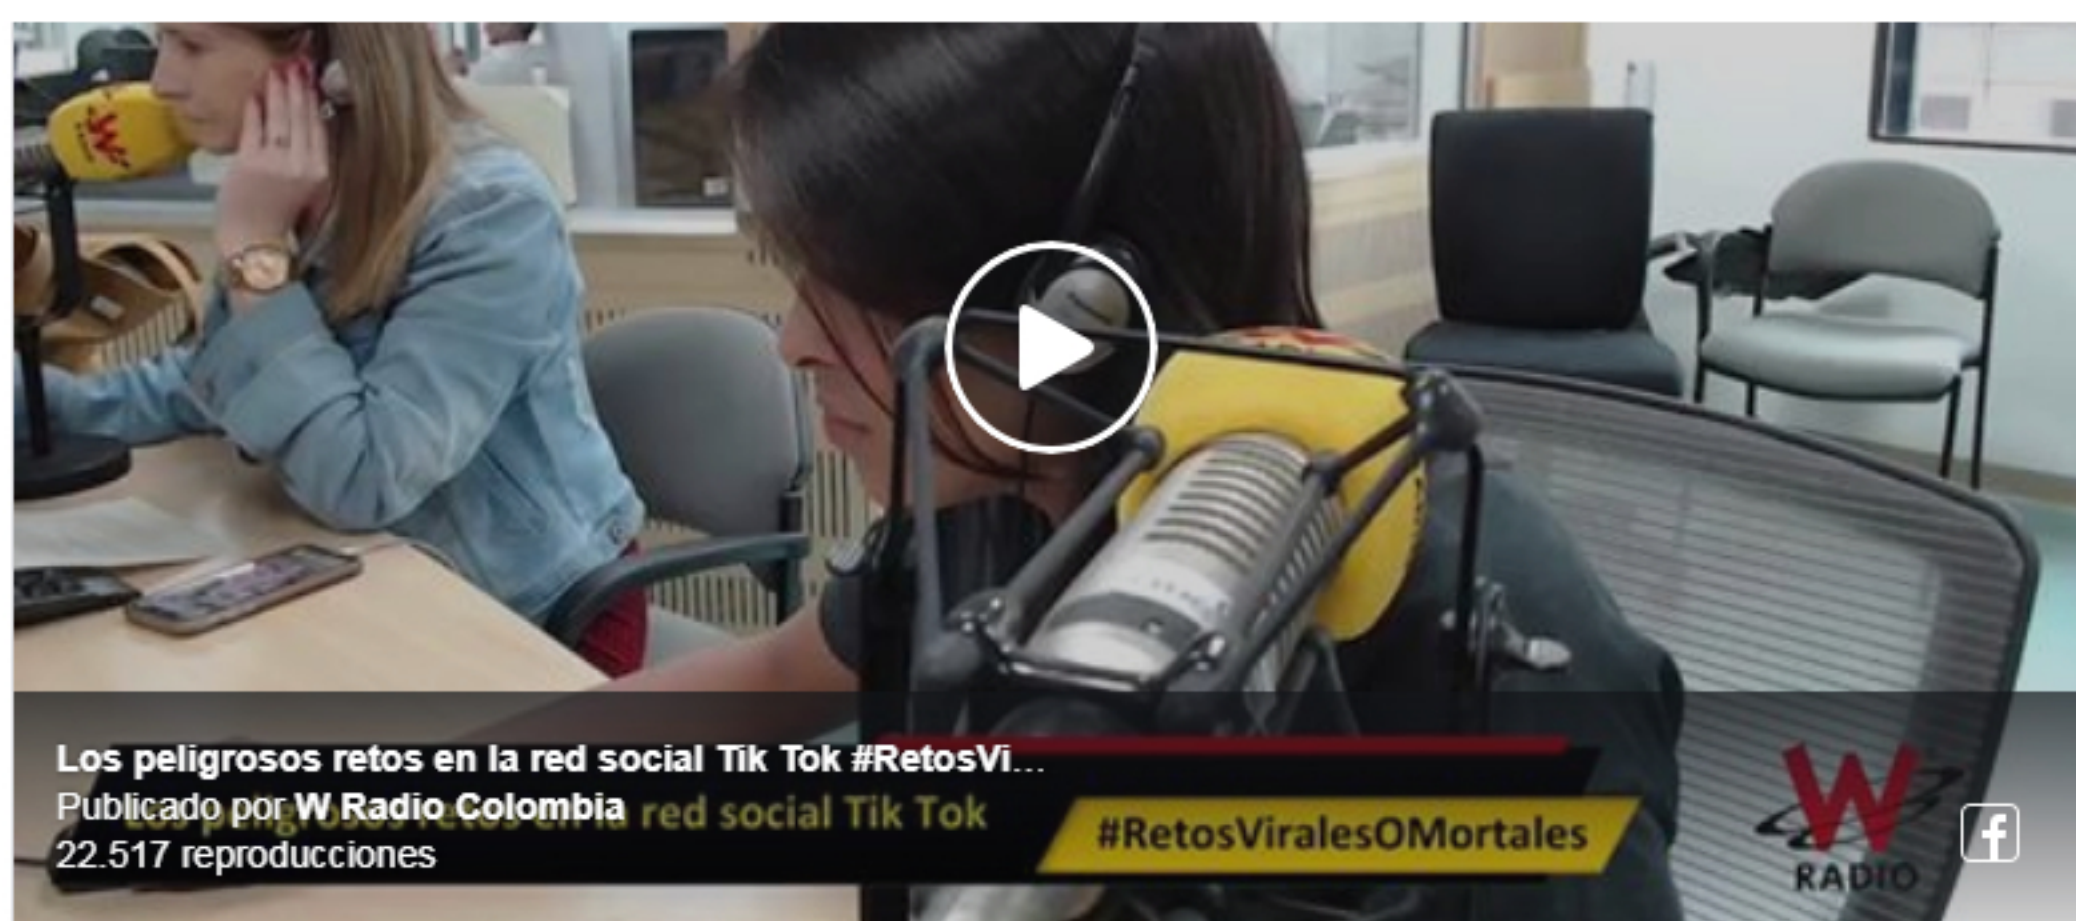 W
RADIO
Los peligrosos retos en la red social Tik Tok #RetosVi...
Publicado por W Radio Colombia
Los peligrosos retos en la red social Tik Tok
22.517 reproducciones
#RetosViralesOMortales
W
RADIO